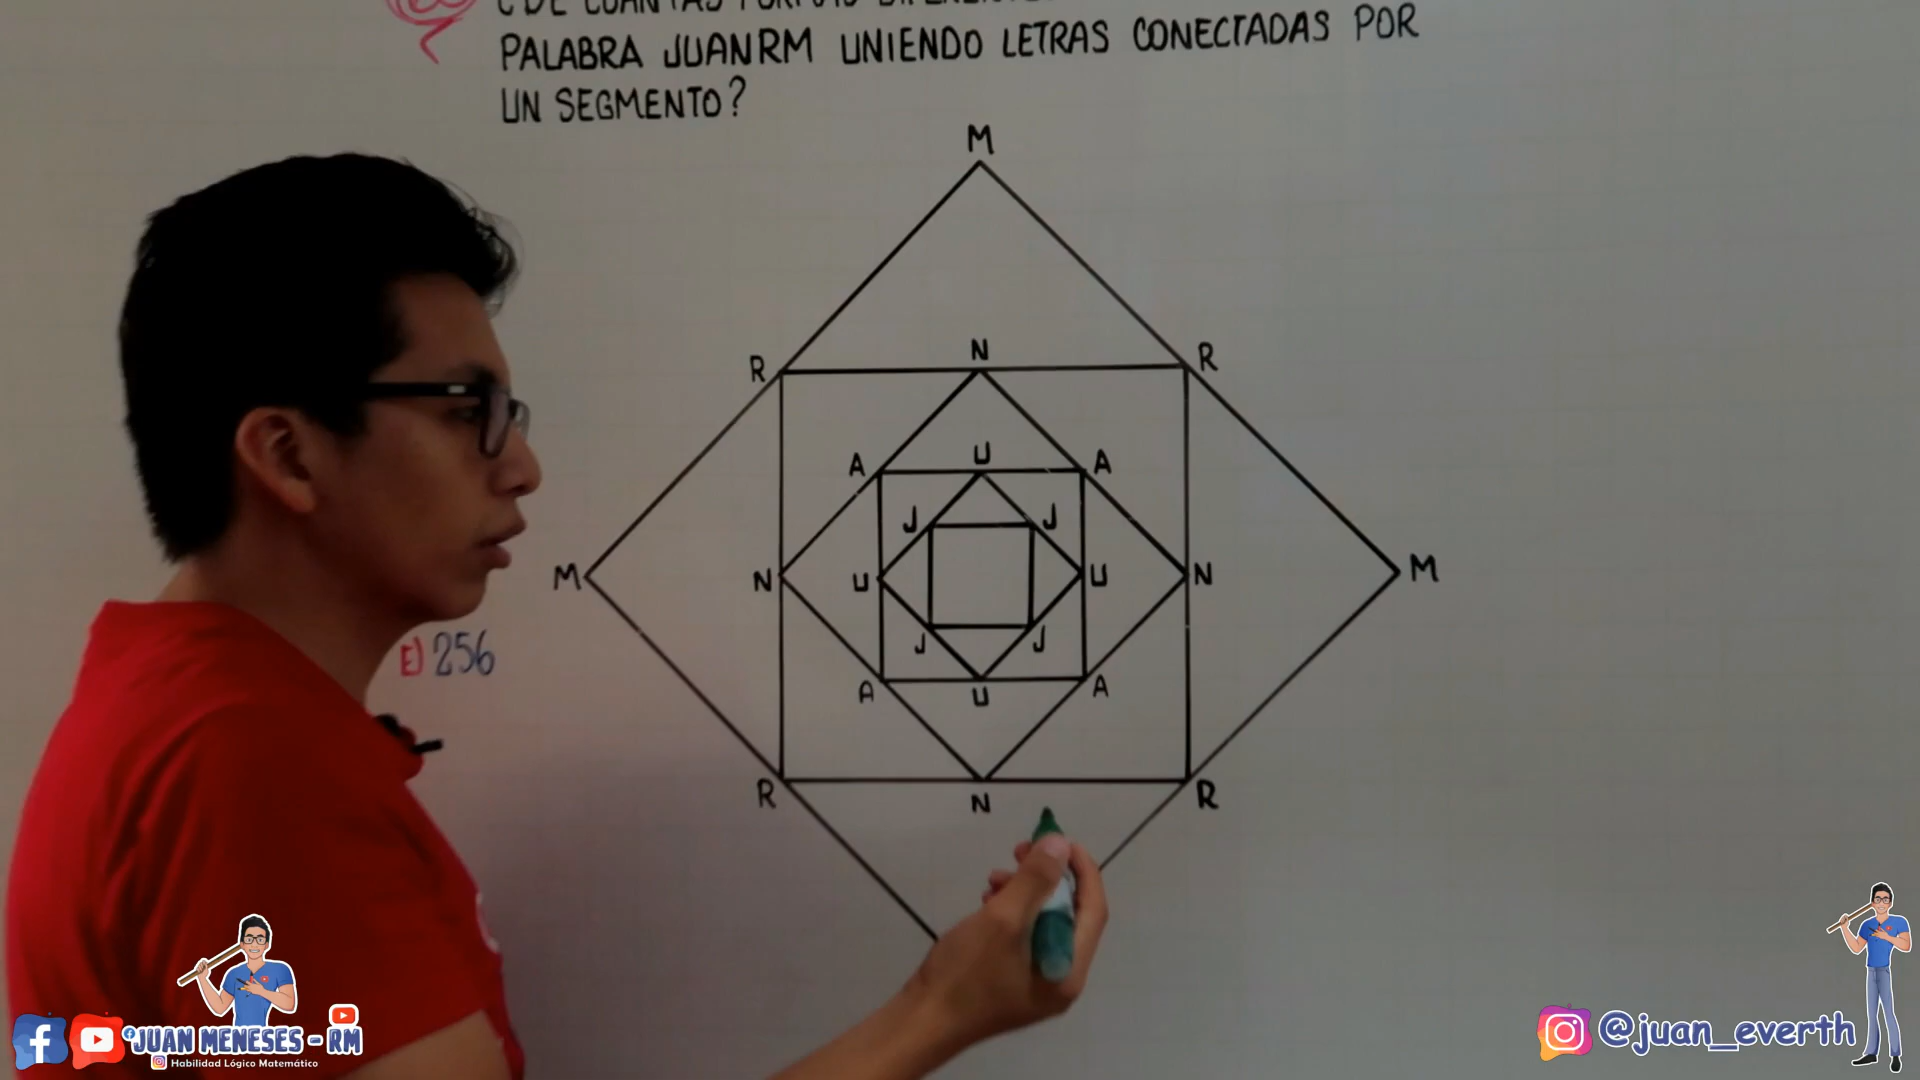 PALABRA JUANRM UNIENDO LETRAS CONECTADAS POR
UN SEGMENTO?
M
R N R
A U A
J J
M N U U N M
E) 256
J J
A U A
R N R
JUAN MENESES - RM
Habilidad Lógico Matemático
@juan_everth